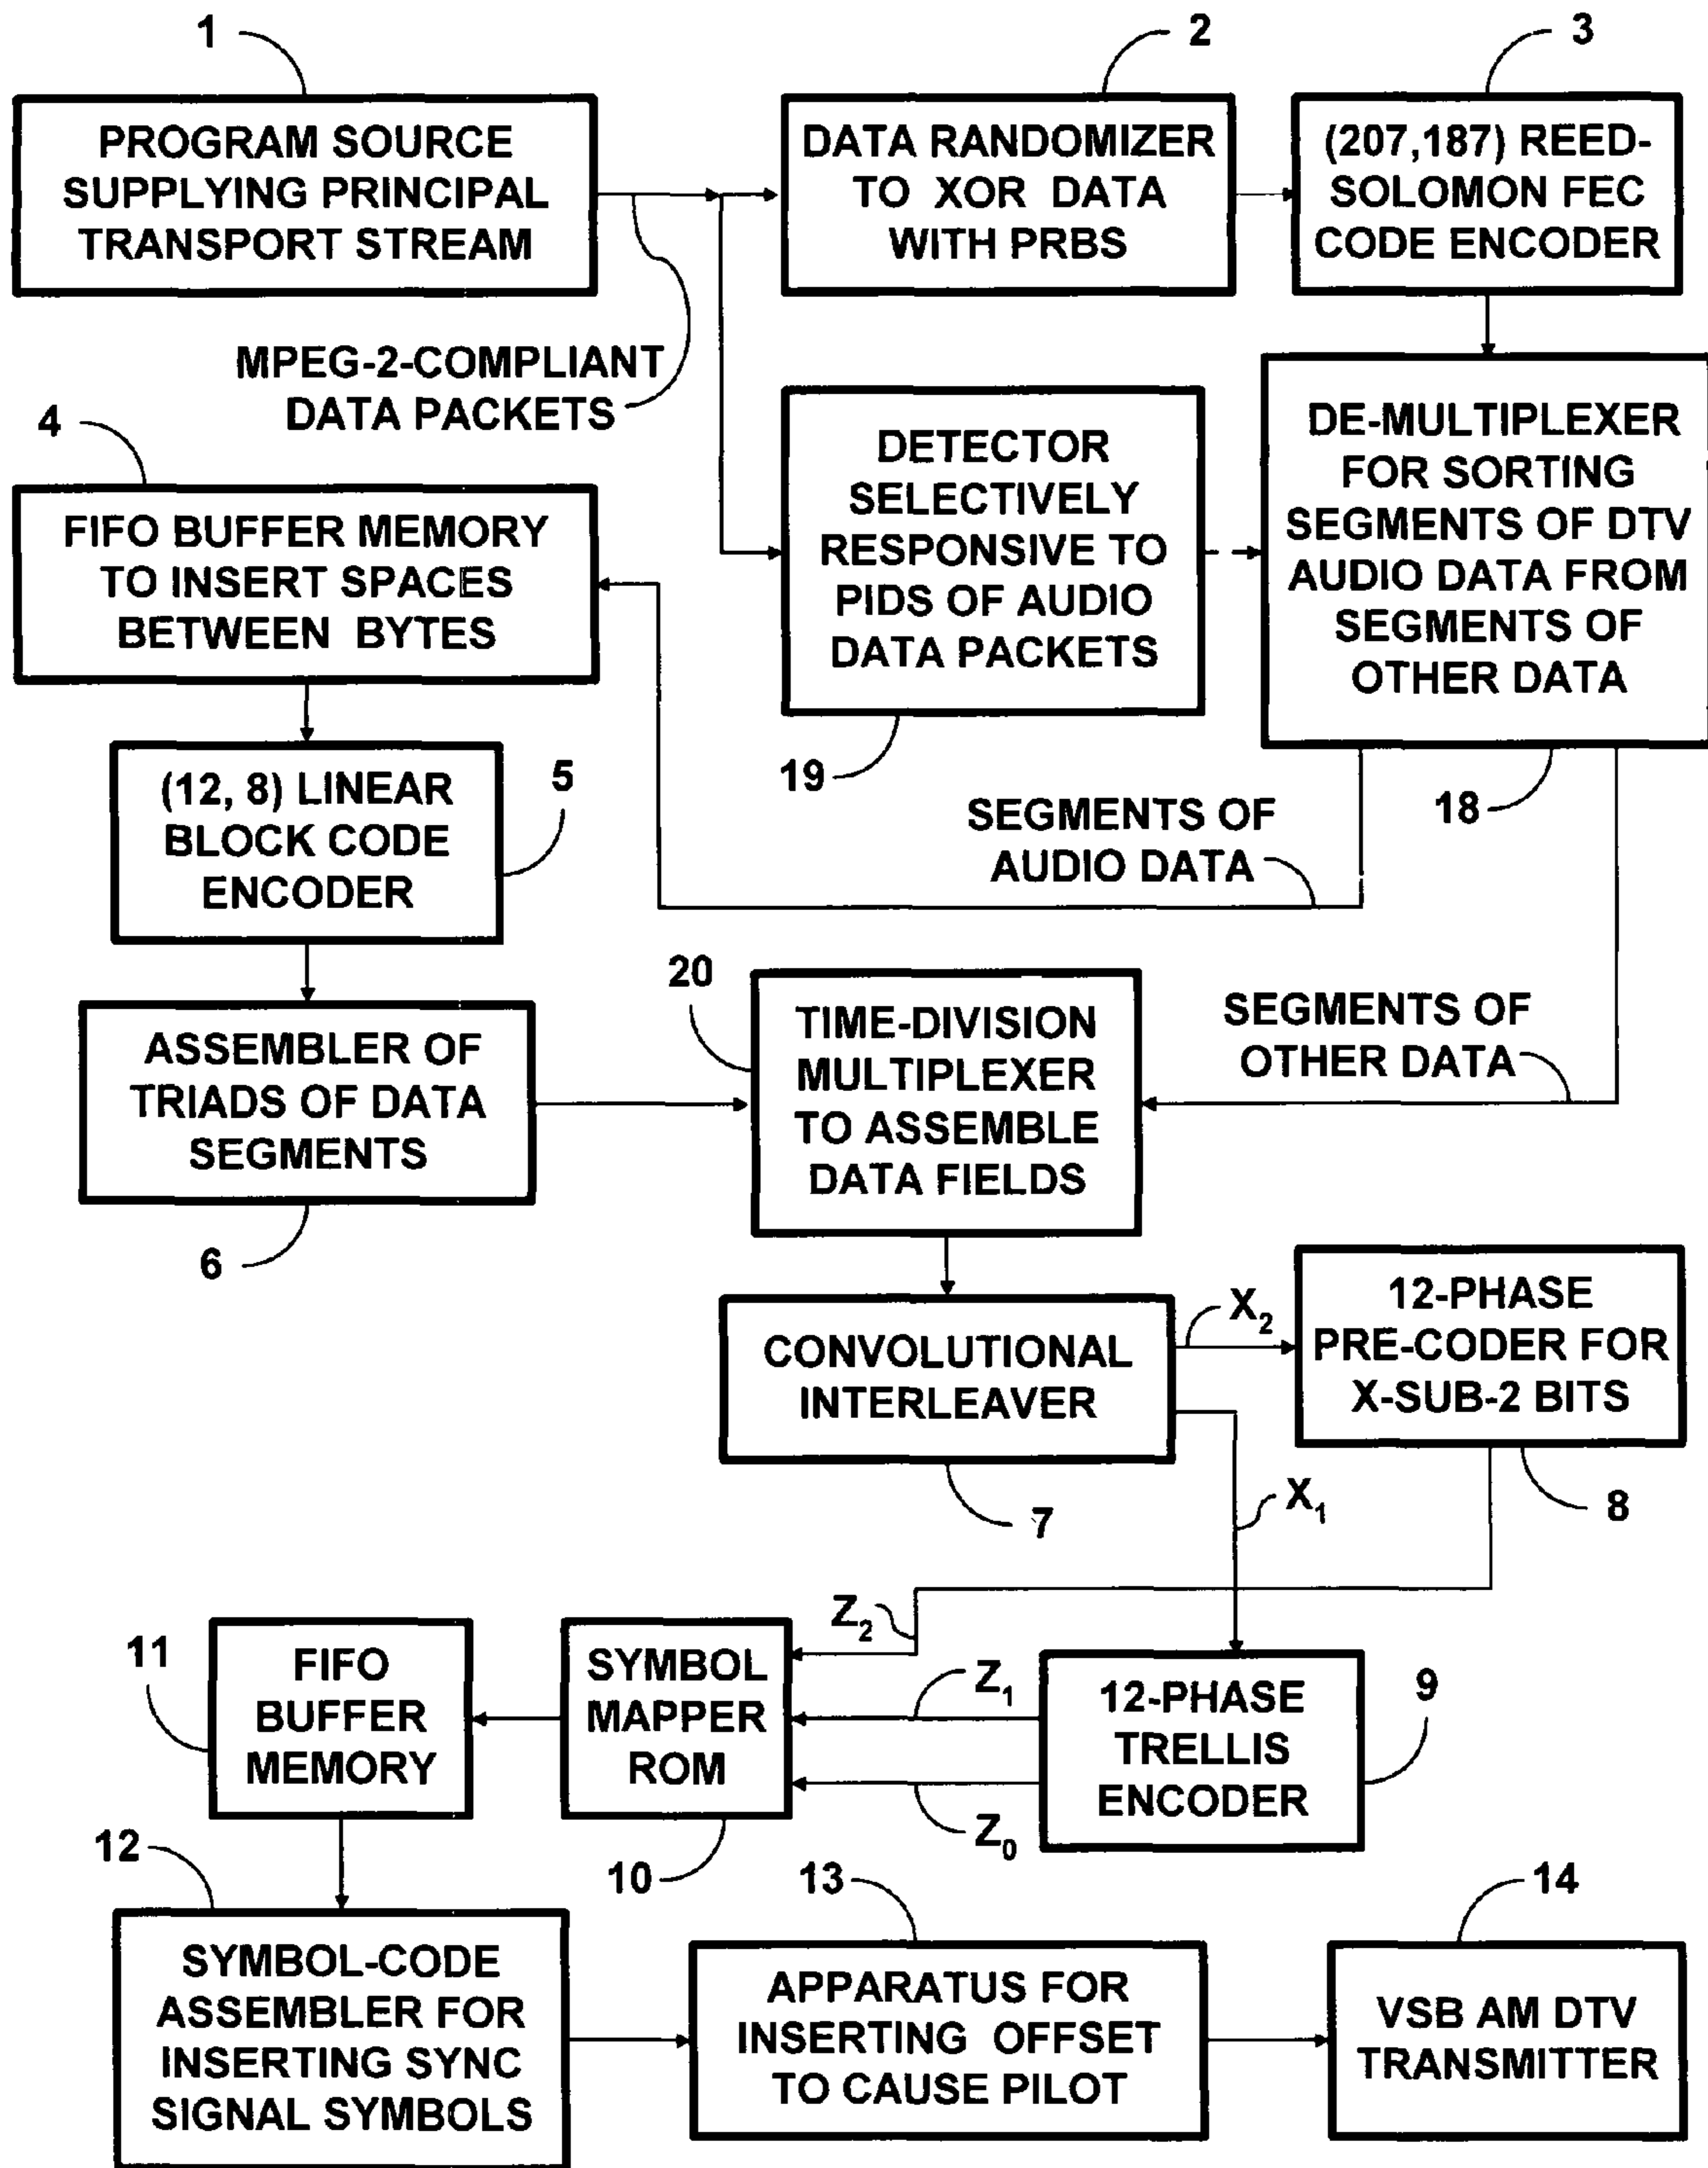 1
2
3
PROGRAM SOURCE
SUPPLYING PRINCIPAL
TRANSPORT STREAM
DATA RANDOMIZER
TO XOR DATA
WITH PRBS
(207,187) REED-
SOLOMON FEC
CODE ENCODER
MPEG-2-COMPLIANT
DATA PACKETS
4
FIFO BUFFER MEMORY
TO INSERT SPACES
BETWEEN BYTES
DETECTOR
SELECTIVELY
RESPONSIVE TO
PIDS OF AUDIO
DATA PACKETS
19
DE-MULTIPLEXER
FOR SORTING
SEGMENTS OF DTV
AUDIO DATA FROM
SEGMENTS OF
OTHER DATA
18
(12, 8) LINEAR
BLOCK CODE
ENCODER
5
SEGMENTS OF
AUDIO DATA
ASSEMBLER OF
TRIADS OF DATA
SEGMENTS
6
20
TIME-DIVISION
MULTIPLEXER
TO ASSEMBLE
DATA FIELDS
SEGMENTS OF
OTHER DATA
CONVOLUTIONAL
INTERLEAVER
7
X₂
12-PHASE
PRE-CODER FOR
X-SUB-2 BITS
8
X₁
Z₂
11
FIFO
BUFFER
MEMORY
SYMBOL
MAPPER
ROM
10
Z₁
Z₀
12-PHASE
TRELLIS
ENCODER
9
12
SYMBOL-CODE
ASSEMBLER FOR
INSERTING SYNC
SIGNAL SYMBOLS
13
APPARATUS FOR
INSERTING OFFSET
TO CAUSE PILOT
14
VSB AM DTV
TRANSMITTER